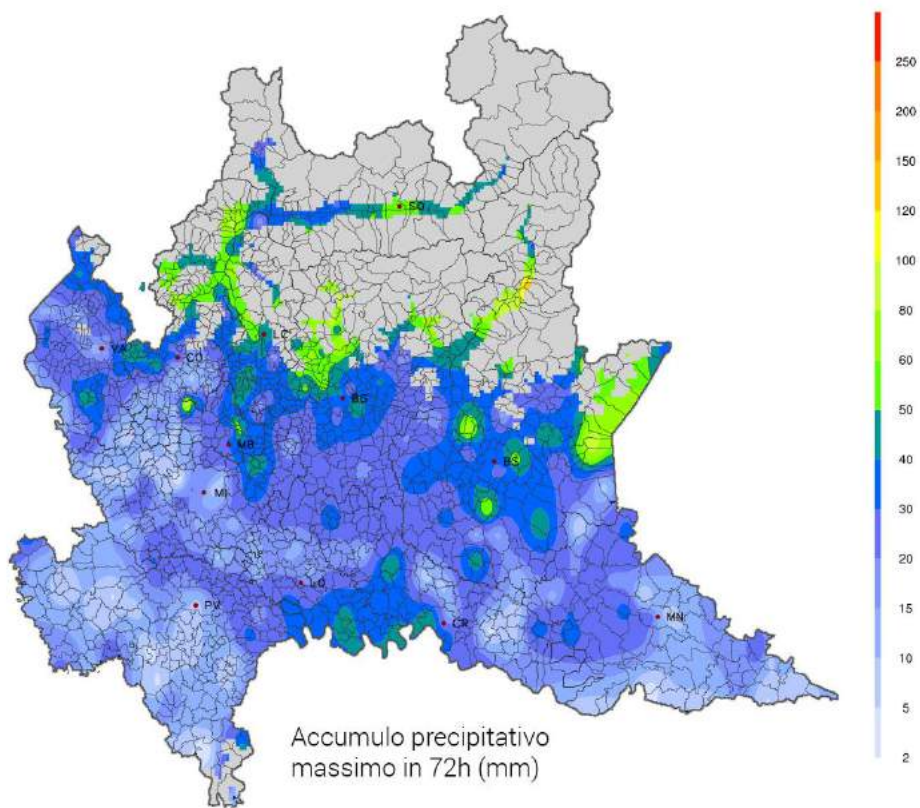 250
200
150
120
100
80
60
50
40
30
20
15
10
5
2
SO
VA
CO
LC
BG
MB
BS
MI
LO
PV
CR
MN
Accumulo precipitativo
massimo in 72h (mm)